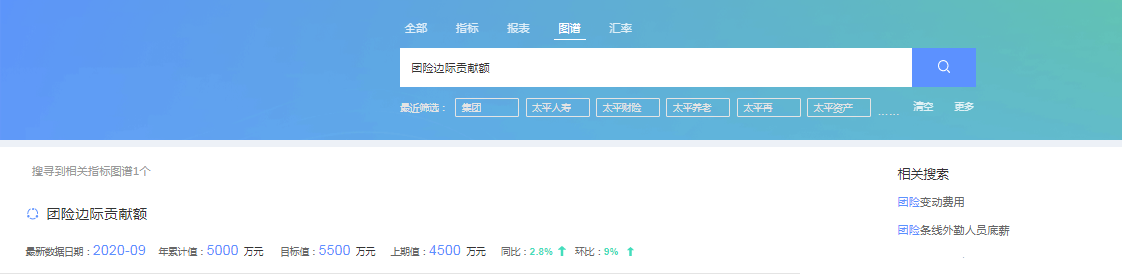 全部 指标 报表 图谱 汇率
团险边际贡献额
最近筛选： 集团 太平人寿 太平财险 太平养老 太平再 太平资产 …… 清空 更多
搜寻到相关指标图谱1个
团险边际贡献额
最新数据日期：2020-09 年累计值：5000 万元 目标值：5500 万元 上期值：4500 万元 同比：2.8% 环比：9%
相关搜索
团险变动费用
团险条线外勤人员底薪